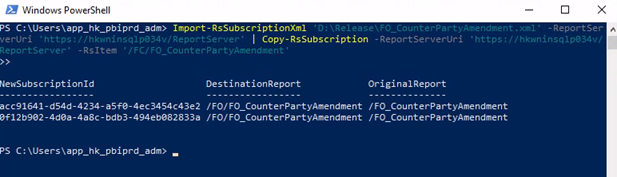 Windows PowerShell
PS C:\Users\app_hk_pbiprd_adm> Import-RsSubscriptionXml 'D:\Release\FO_CounterPartyAmendment.xml' -ReportSer
verUri 'https://hkwninsqlp034v/ReportServer' | Copy-RsSubscription -ReportServerUri 'https://hkwninsqlp034v/
ReportServer' -RsItem '/FC/FO_CounterPartyAmendment'
>>
NewSubscriptionId DestinationReport OriginalReport
----------------- ----------------- --------------
acc91641-d54d-4234-a5f0-4ec3454c43e2 /FO/FO_CounterPartyAmendment /FO_CounterPartyAmendment
0f12b902-4d0a-4a8c-bdb3-494eb082833a /FO/FO_CounterPartyAmendment /FO_CounterPartyAmendment
PS C:\Users\app_hk_pbiprd_adm>